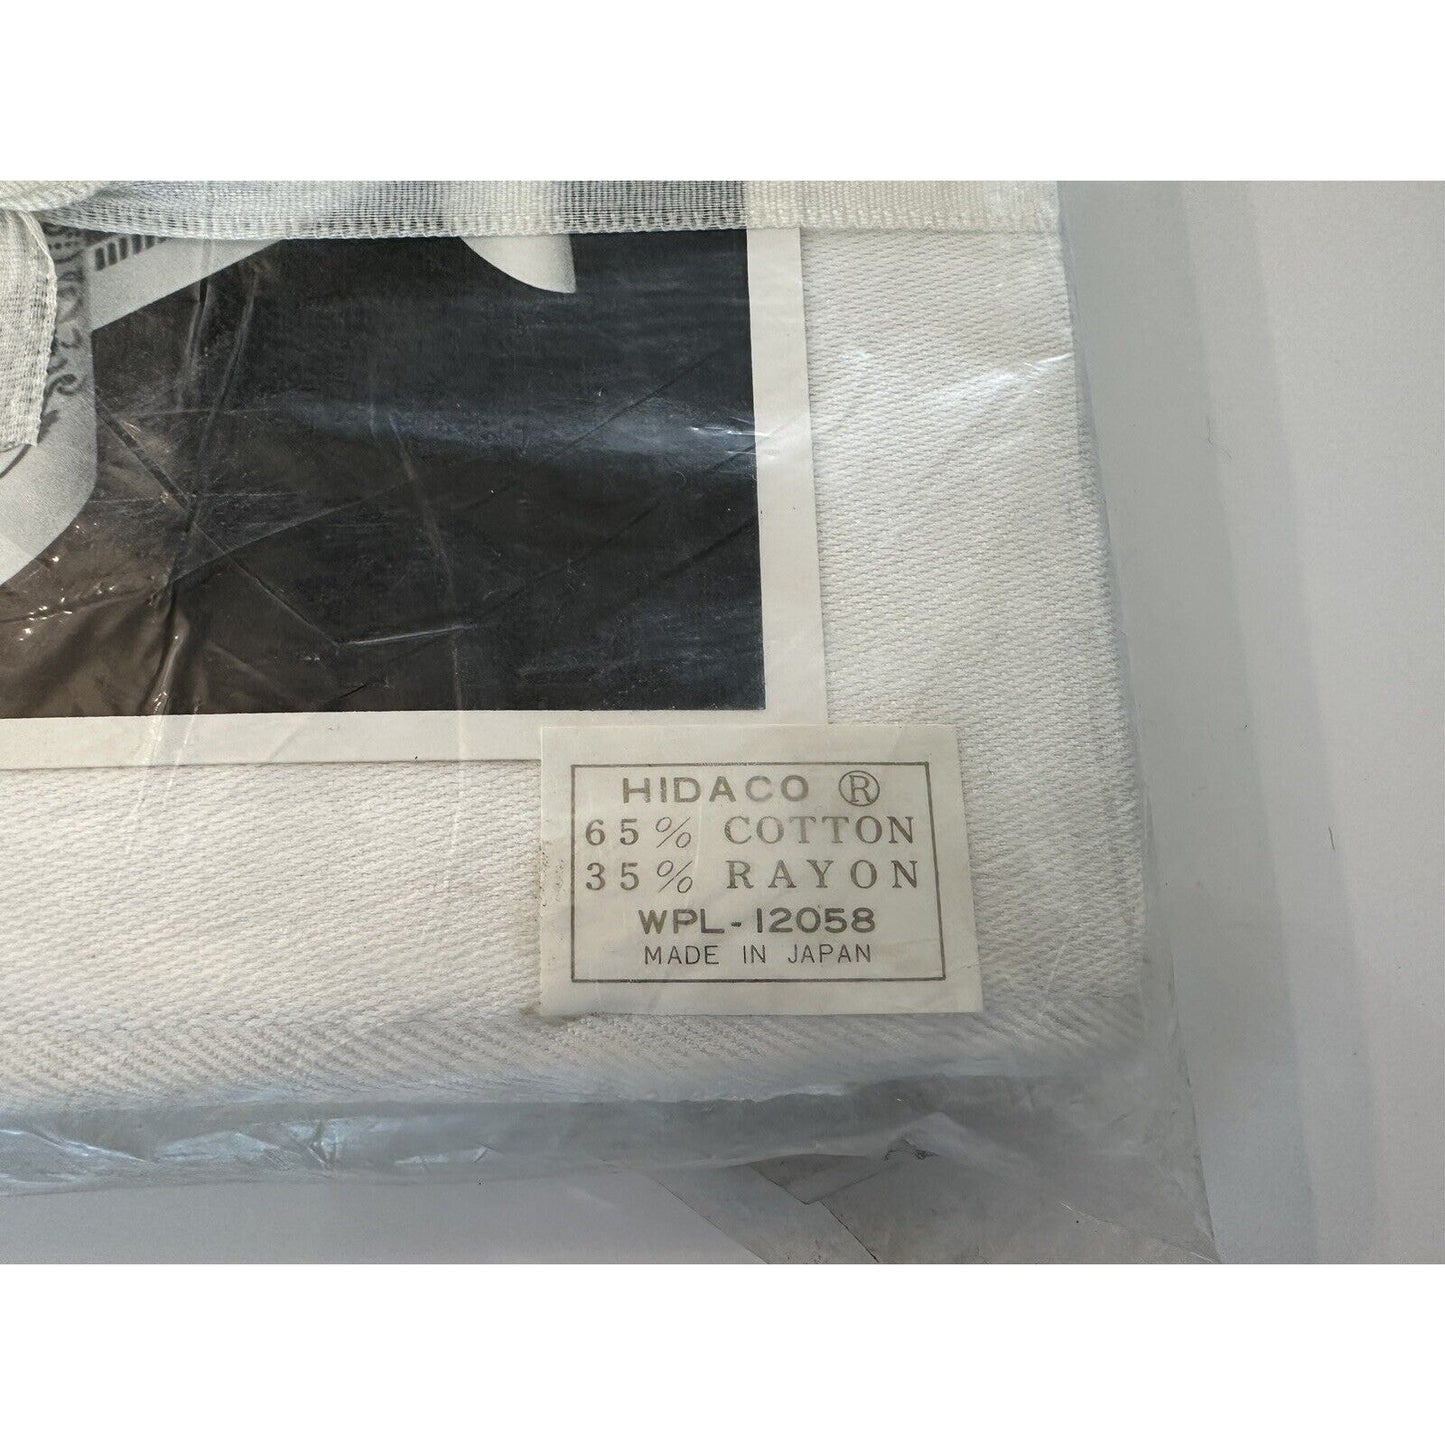 HIDACO ®
65% COTTON
35% RAYON
WPL-12058
MADE IN JAPAN